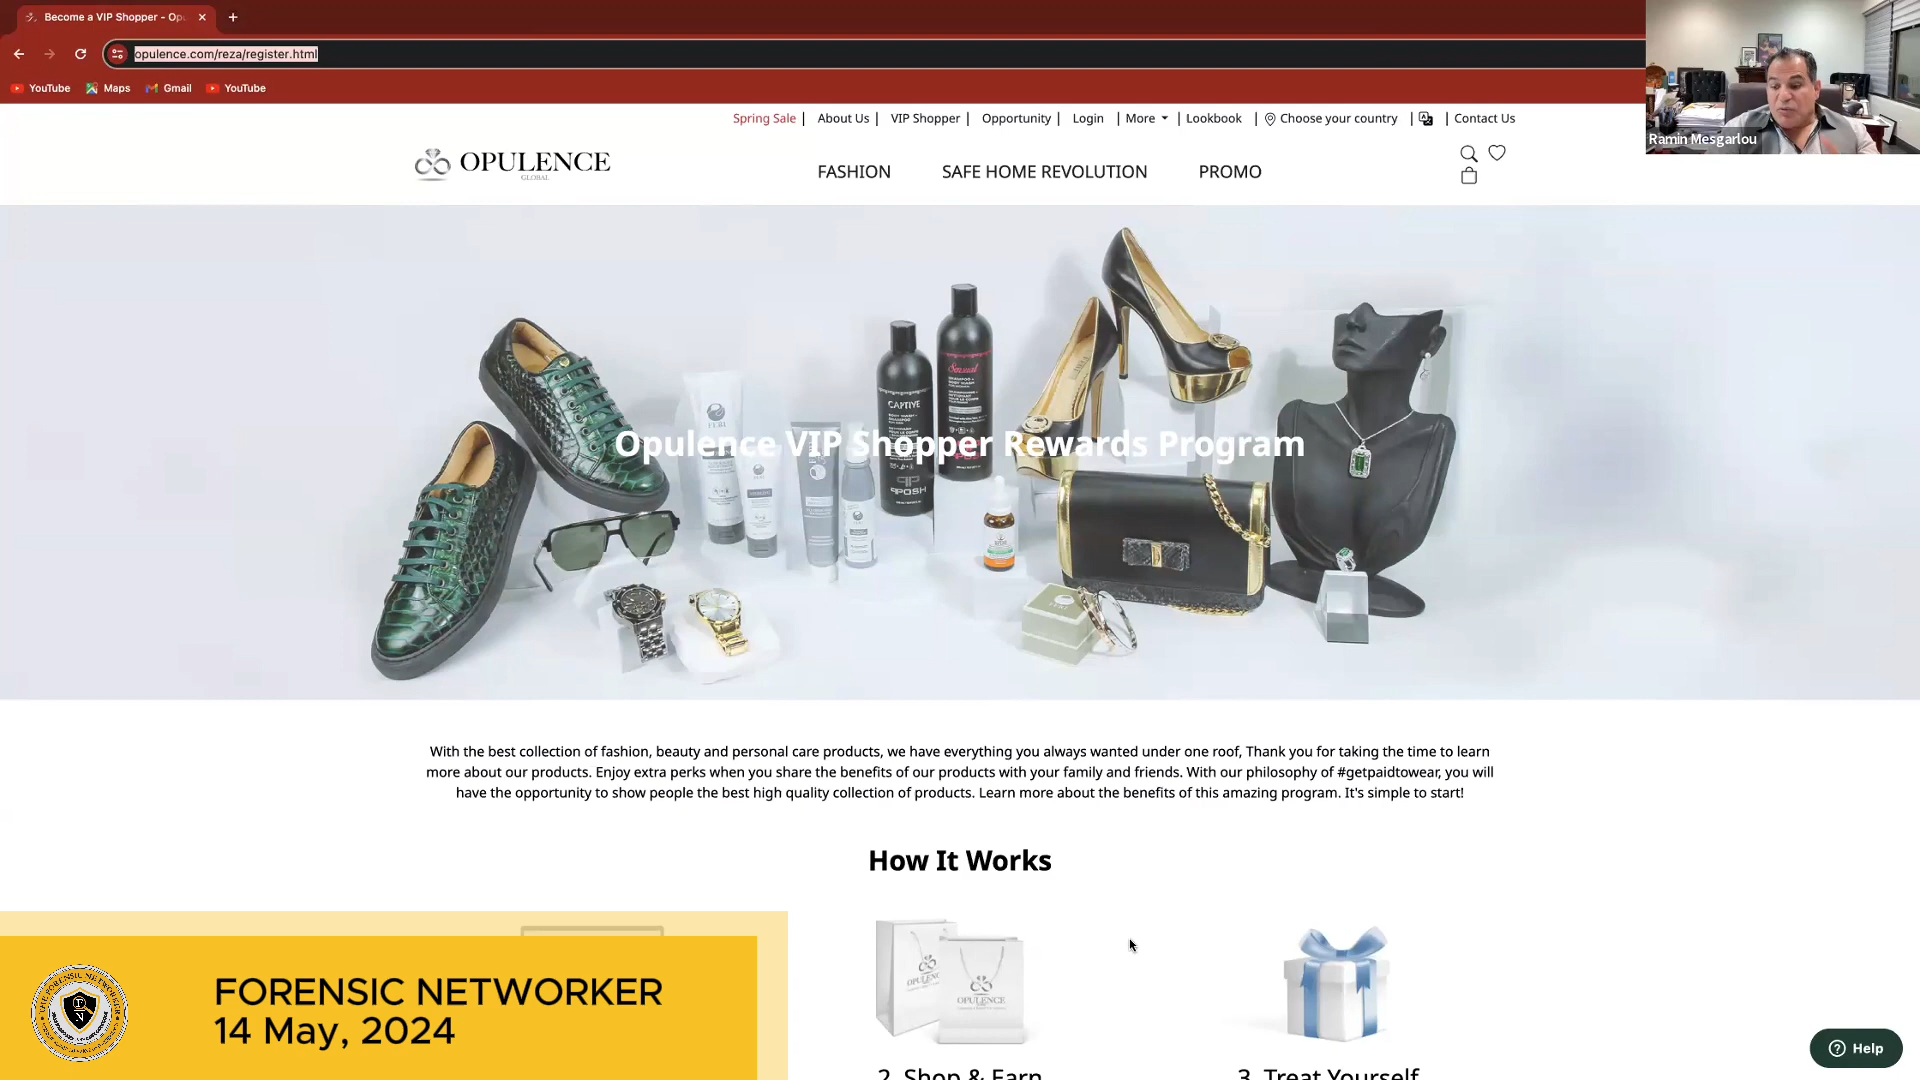 Become a VIP Shopper - Op
opulence.com/reza/register.html
YouTube Maps Gmail YouTube
Spring Sale | About Us | VIP Shopper | Opportunity | Login | More | Lookbook | Choose your country | | Contact Us
Ramin Mesgarlou
OPULENCE
GLOBAL
FASHION SAFE HOME REVOLUTION PROMO
Opulence VIP Shopper Rewards Program
FERI
CAPTIVE
Sensual
POSH
FERI
With the best collection of fashion, beauty and personal care products, we have everything you always wanted under one roof, Thank you for taking the time to learn
more about our products. Enjoy extra perks when you share the benefits of our products with your family and friends. With our philosophy of #getpaidtowear, you will
have the opportunity to show people the best high quality collection of products. Learn more about the benefits of this amazing program. It's simple to start!
How It Works
OPULENCE
2. Shop & Earn
3. Treat Yourself
FORENSIC NETWORKER
14 May, 2024
Help